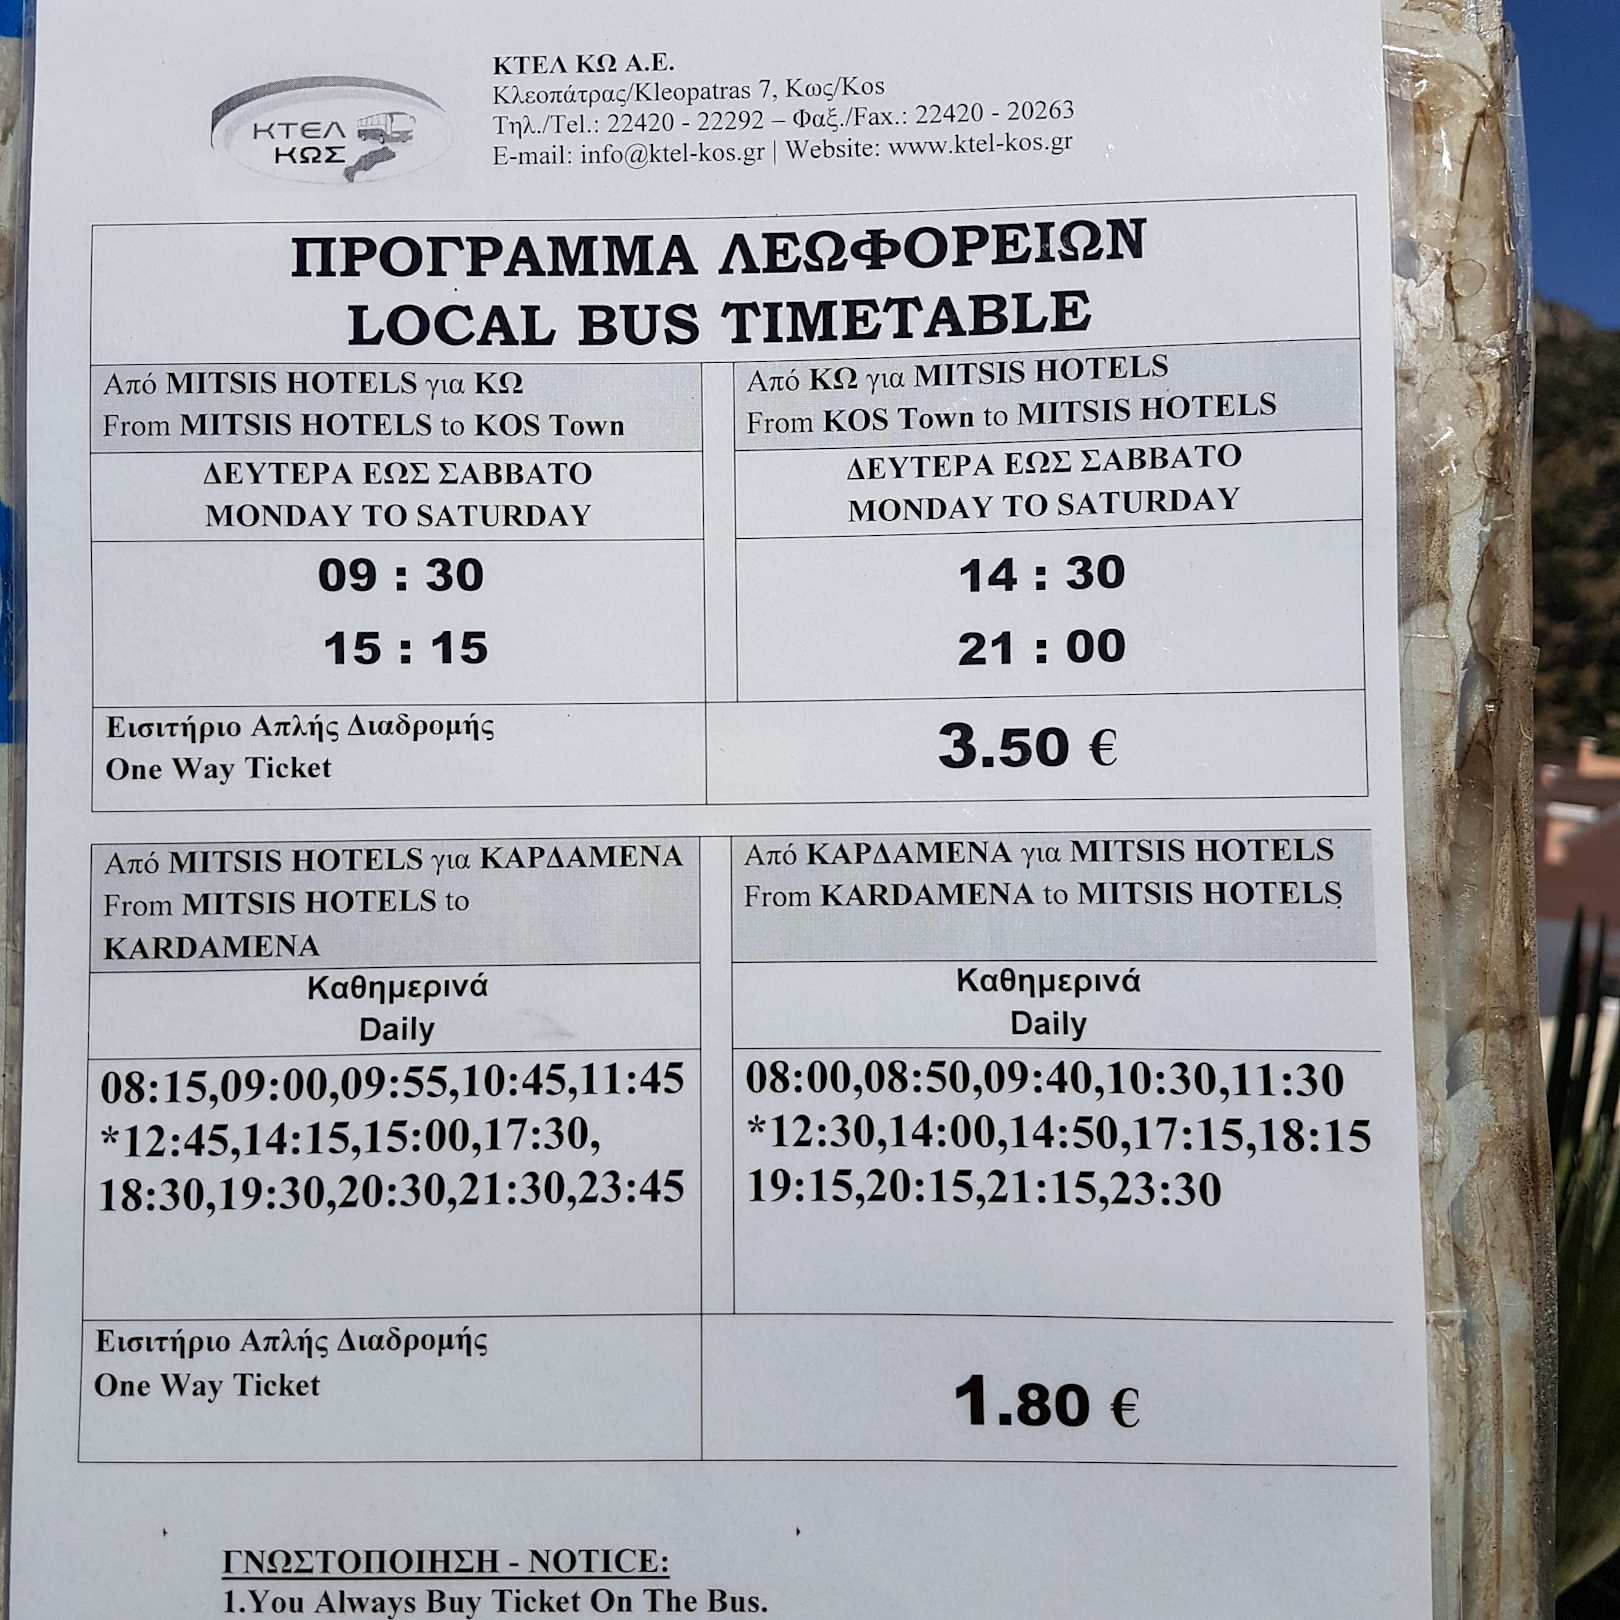 ΚΤΕΛ
ΚΩΣ
ΚΤΕΛ ΚΩ Α.Ε.
Κλεοπάτρας/Kleopatras 7, Κως/Kos
Τηλ./Tel.: 22420 - 22292 – Φαξ./Fax.: 22420 - 20263
E-mail: info@ktel-kos.gr | Website: www.ktel-kos.gr
ΠΡΟΓΡΑΜΜΑ ΛΕΩΦΟΡΕΙΩΝ
LOCAL BUS TIMETABLE
Από MITSIS HOTELS για ΚΩ
From MITSIS HOTELS to KOS Town
ΔΕΥΤΕΡΑ ΕΩΣ ΣΑΒΒΑΤΟ
MONDAY TO SATURDAY
09 : 30
15 : 15
Από ΚΩ για MITSIS HOTELS
From KOS Town to MITSIS HOTELS
ΔΕΥΤΕΡΑ ΕΩΣ ΣΑΒΒΑΤΟ
MONDAY TO SATURDAY
14 : 30
21 : 00
Εισιτήριο Απλής Διαδρομής
One Way Ticket
3.50 €
Από MITSIS HOTELS για ΚΑΡΔΑΜΕΝΑ
From MITSIS HOTELS to
KARDAMENA
Καθημερινά
Daily
08:15,09:00,09:55,10:45,11:45
*12:45,14:15,15:00,17:30,
18:30,19:30,20:30,21:30,23:45
Από ΚΑΡΔΑΜΕΝΑ για MITSIS HOTELS
From KARDAMENA to MITSIS HOTELS
Καθημερινά
Daily
08:00,08:50,09:40,10:30,11:30
*12:30,14:00,14:50,17:15,18:15
19:15,20:15,21:15,23:30
Εισιτήριο Απλής Διαδρομής
One Way Ticket
1.80 €
ΓΝΩΣΤΟΠΟΙΗΣΗ - NOTICE:
1.You Always Buy Ticket On The Bus.